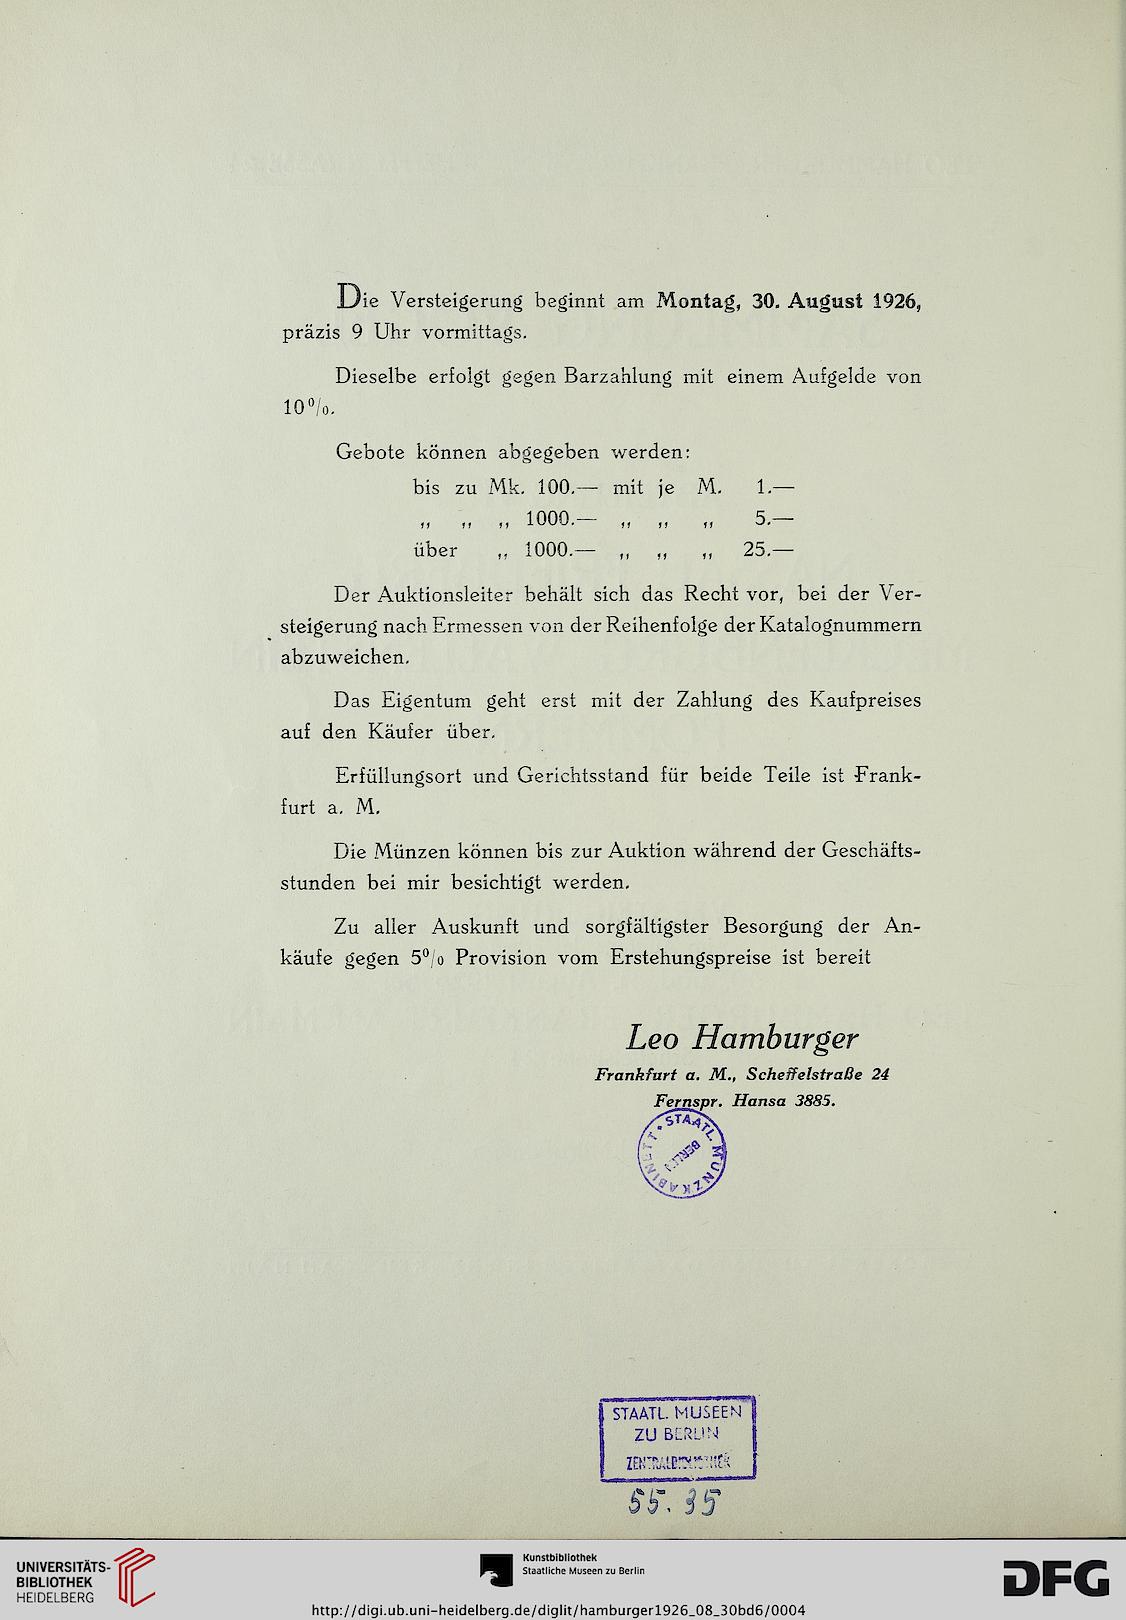 Die Versteigerung beginnt am Montag, 30. August 1926,
präzis 9 Uhr vormittags.
Dieselbe erfolgt gegen Barzahlung mit einem Aufgelde von
10%.
Gebote können abgegeben werden:
bis zu Mk. 100.— mit je M. 1.—
„ „ „ 1000.— „ „ „ 5.—
über „ 1000.— „ „ „ 25.—
Der Auktionsleiter behält sich das Recht vor, bei der Ver-
steigerung nach Ermessen von der Reihenfolge der Katalognummern
abzuweichen.
Das Eigentum geht erst mit der Zahlung des Kaufpreises
auf den Käufer über.
Erfüllungsort und Gerichtsstand für beide Teile ist Frank-
furt a. M.
Die Münzen können bis zur Auktion während der Geschäfts-
stunden bei mir besichtigt werden.
Zu aller Auskunft und sorgfältigster Besorgung der An-
käufe gegen 5% Provision vom Erstehungspreise ist bereit
Leo Hamburger
Frankfurt a. M., Scheffelstraße 24
Fernspr. Hansa 3885.
STAATL. MÜNZKABINETT •
BERLIN
STAATL. MUSEEN
ZU BERLIN
ZENTRALBIBLIOTHEK
55.35
UNIVERSITÄTS-
BIBLIOTHEK
HEIDELBERG
Kunstbibliothek
Staatliche Museen zu Berlin
DFG
http://digi.ub.uni-heidelberg.de/diglit/hamburger1926_08_30bd6/0004